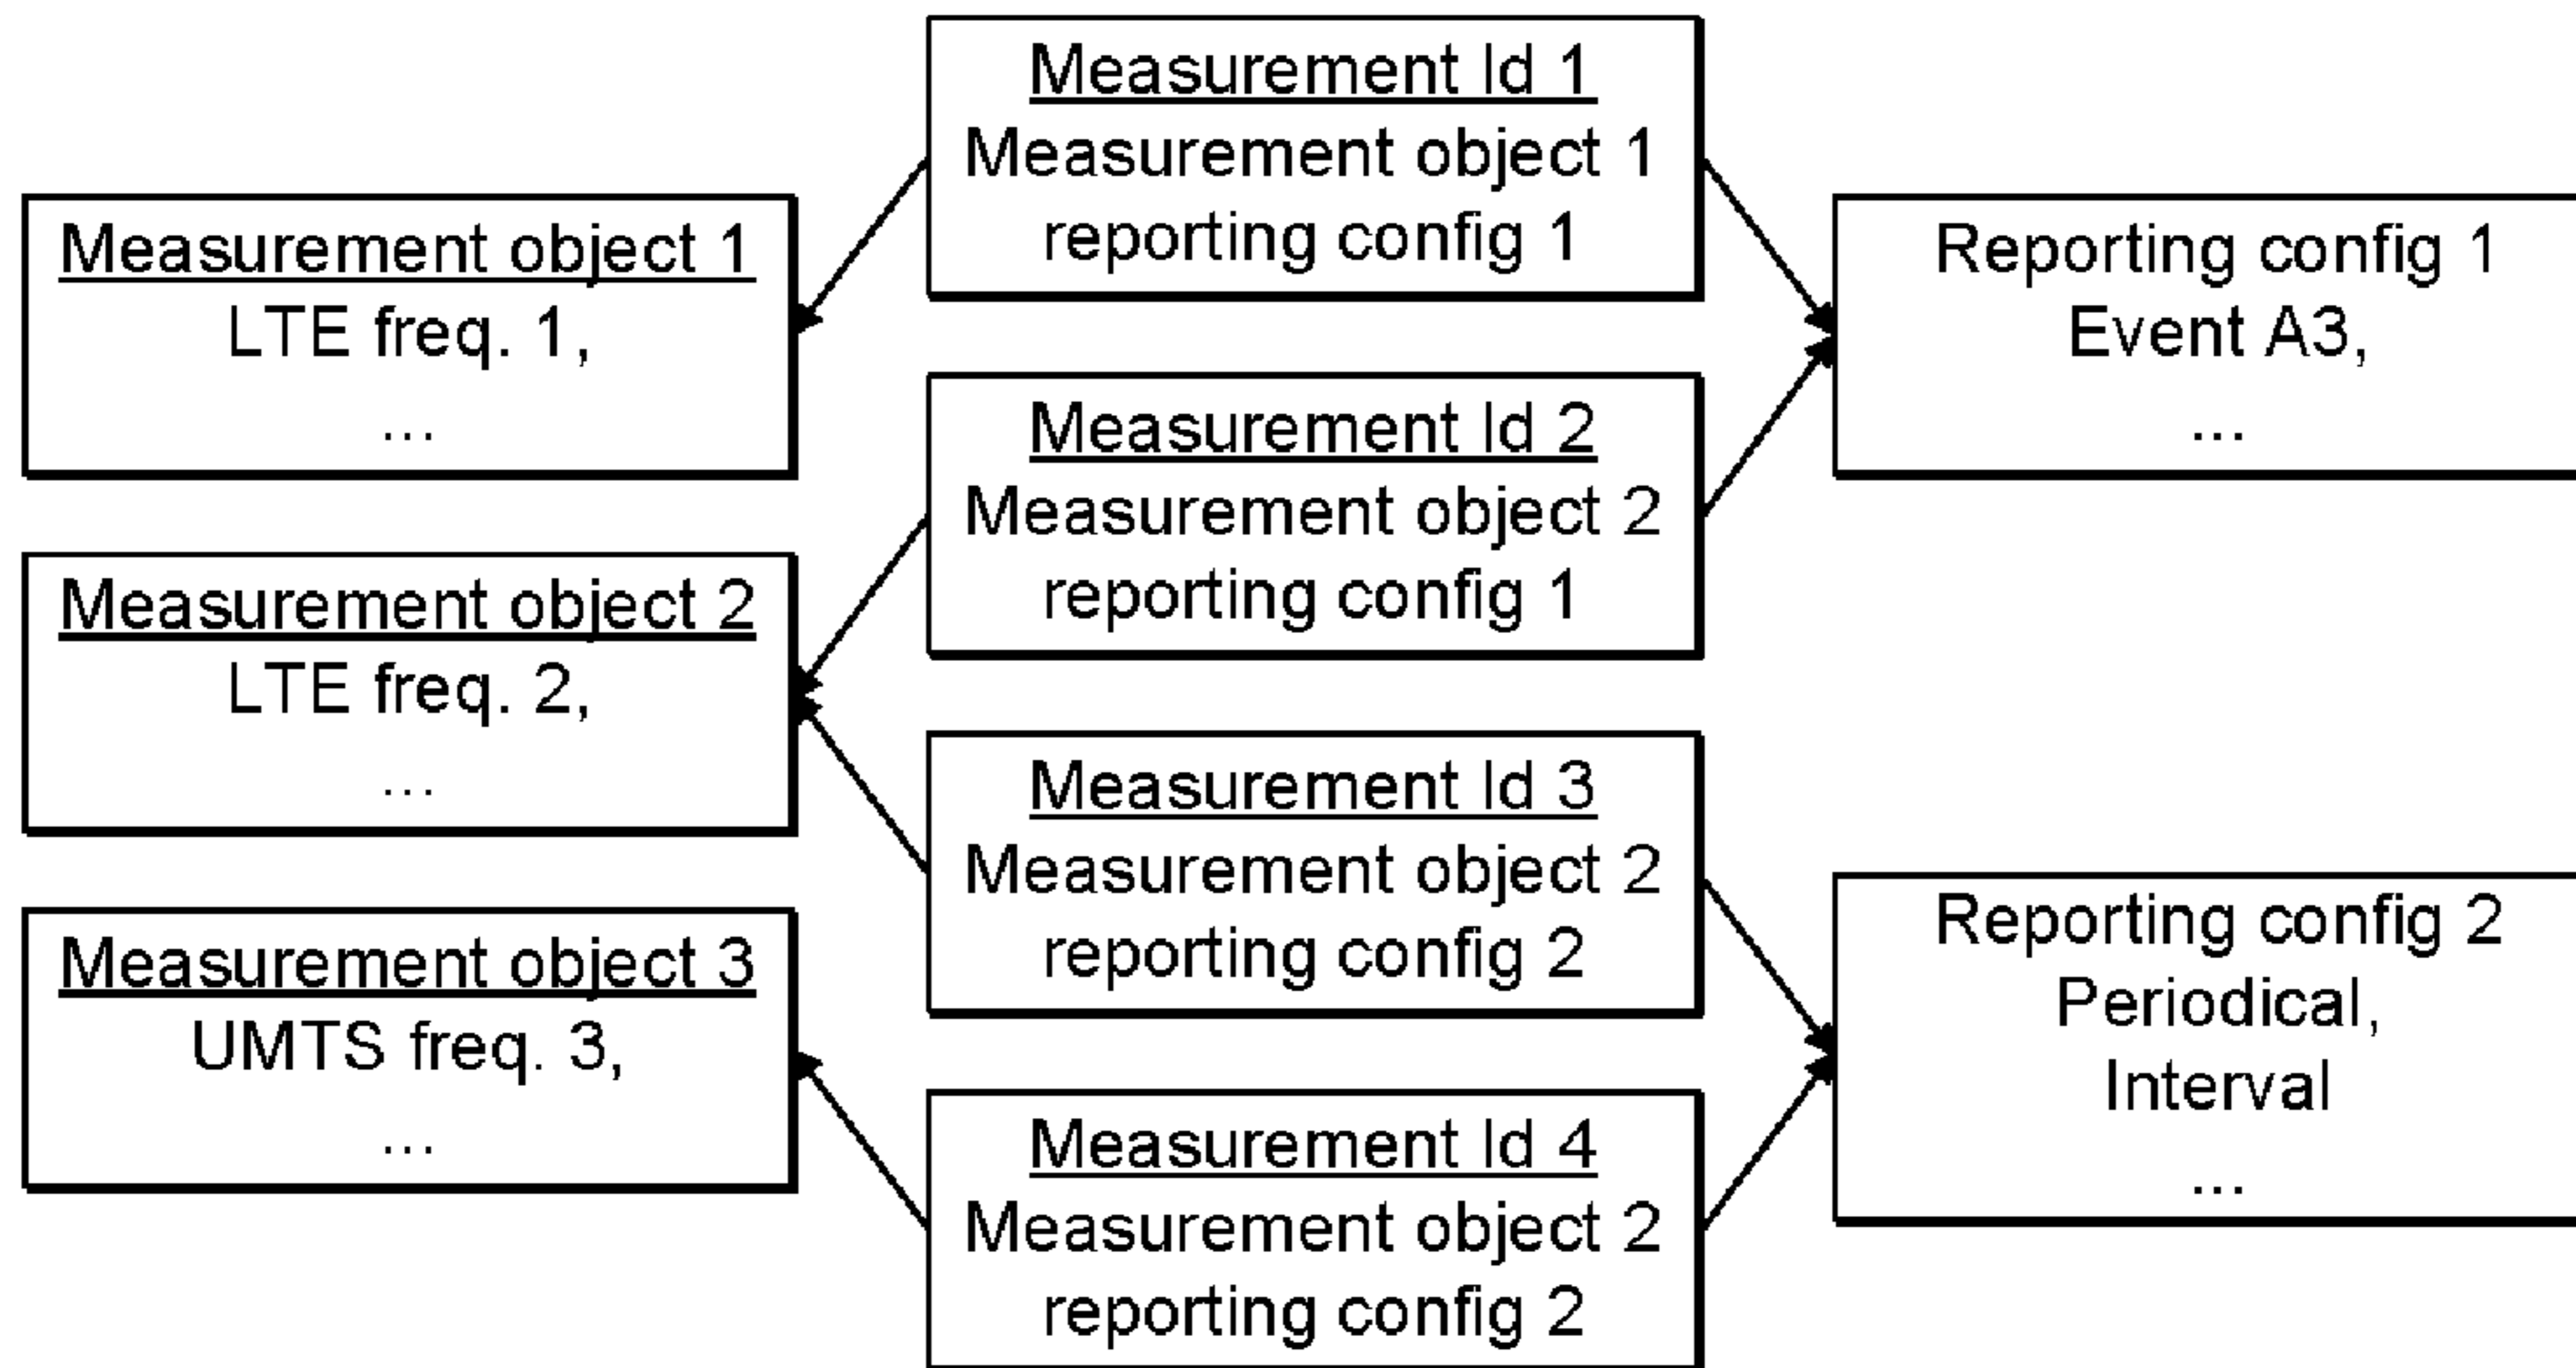 Measurement Id 1
Measurement object 1
reporting config 1
Measurement object 1
LTE freq. 1,
...
Reporting config 1
Event A3,
...
Measurement Id 2
Measurement object 2
reporting config 1
Measurement object 2
LTE freq. 2,
...
Measurement Id 3
Measurement object 2
reporting config 2
Measurement object 3
UMTS freq. 3,
...
Reporting config 2
Periodical,
Interval
...
Measurement Id 4
Measurement object 2
reporting config 2